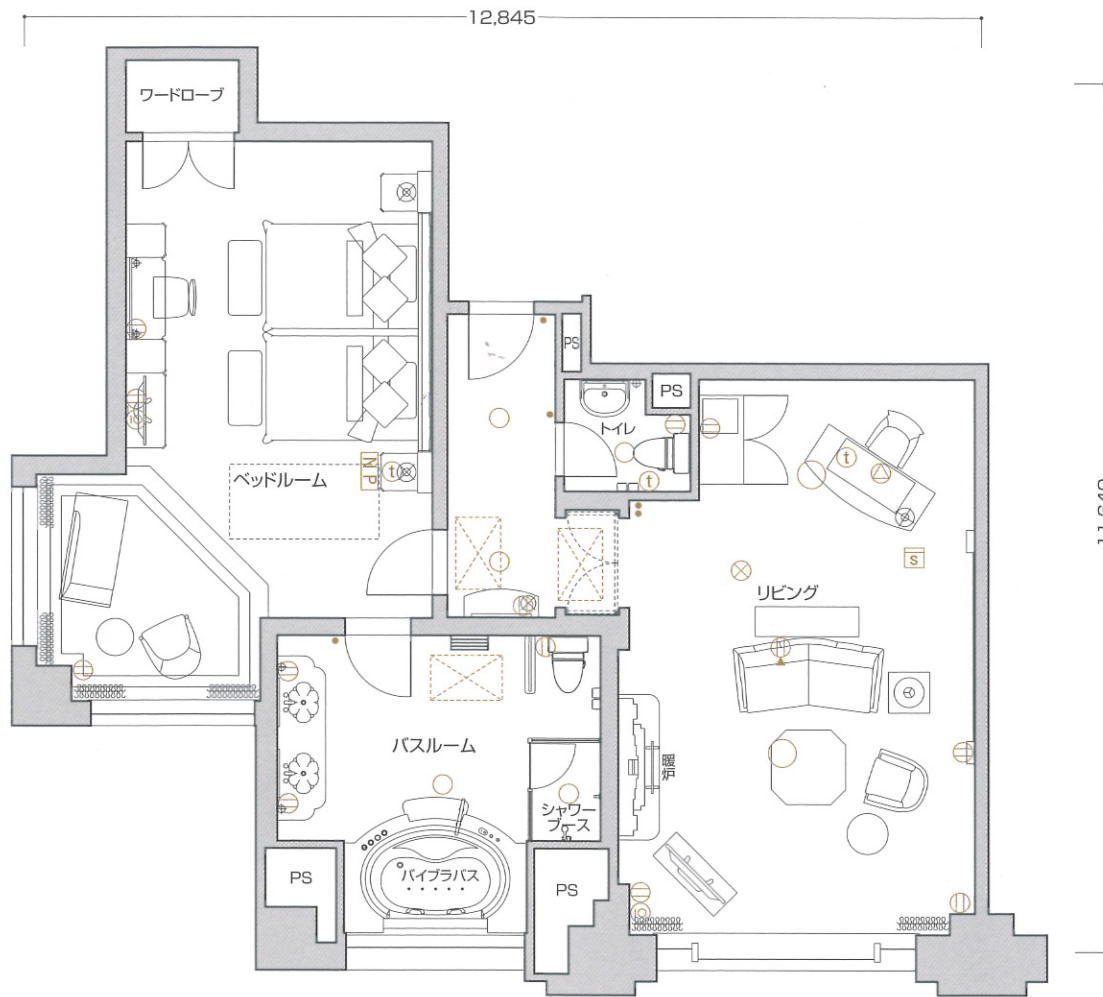 12,845
ワードローブ
PS
PS
トイレ
t
ベッドルーム
NP
t
t
S
リビング
バスルーム
暖炉
シャワー
ブース
バイブラバス
PS
PS